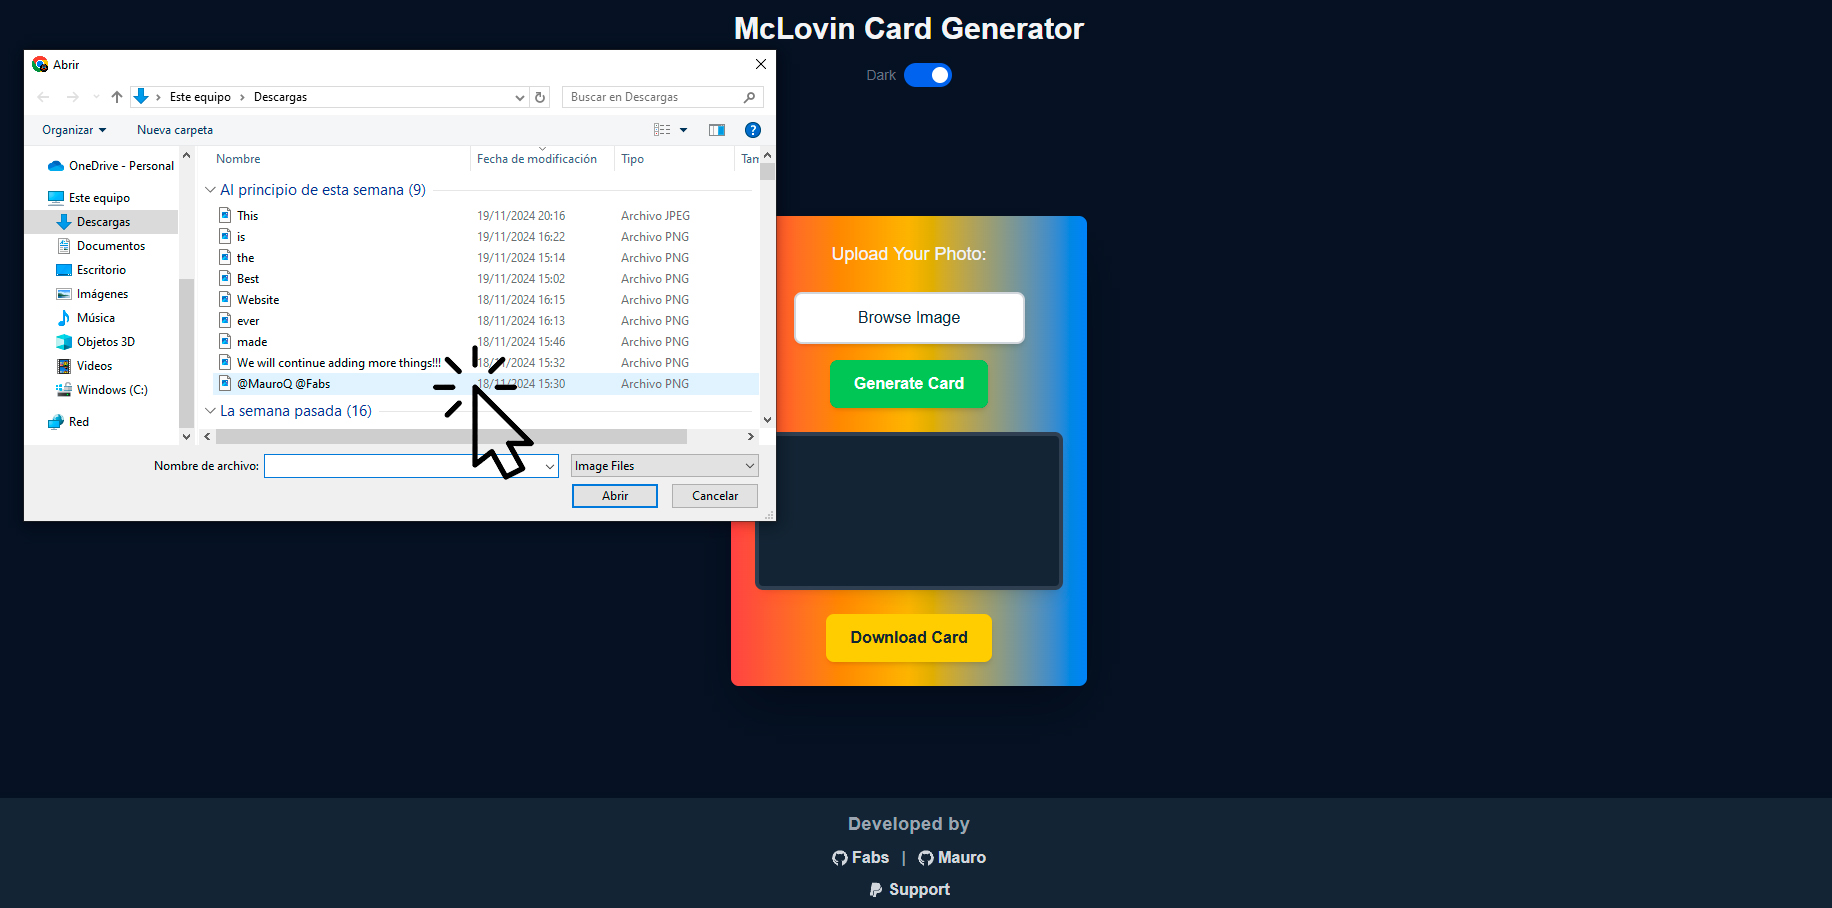 McLovin Card Generator
Dark
Abrir
Este equipo > Descargas
Buscar en Descargas
Organizar
Nueva carpeta
OneDrive - Personal
Este equipo
Descargas
Documentos
Escritorio
Imágenes
Música
Objetos 3D
Videos
Windows (C:)
Red
Nombre Fecha de modificación Tipo Tam
Al principio de esta semana (9)
This 19/11/2024 20:16 Archivo JPEG
is 19/11/2024 16:22 Archivo PNG
the 19/11/2024 15:14 Archivo PNG
Best 19/11/2024 15:02 Archivo PNG
Website 18/11/2024 16:15 Archivo PNG
ever 18/11/2024 16:13 Archivo PNG
made 18/11/2024 15:46 Archivo PNG
We will continue adding more things!!! 18/11/2024 15:32 Archivo PNG
@MauroQ @Fabs 18/11/2024 15:30 Archivo PNG
La semana pasada (16)
Nombre de archivo:
Image Files
Abrir
Cancelar
Upload Your Photo:
Browse Image
Generate Card
Download Card
Developed by
Fabs | Mauro
Support